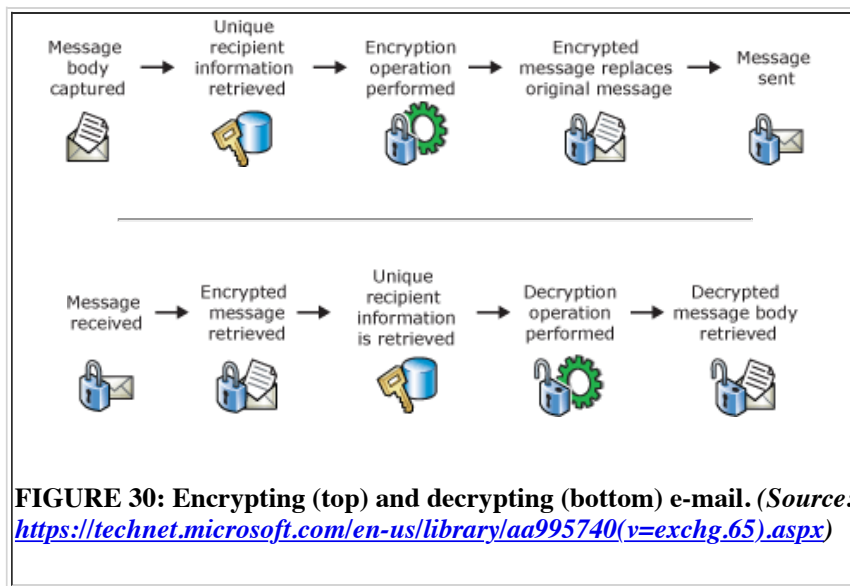 Message
body
captured
Unique
recipient
information
retrieved
Encryption
operation
performed
Encrypted
message replaces
original message
Message
sent
Message
received
Encrypted
message
retrieved
Unique
recipient
information
is retrieved
Decryption
operation
performed
Decrypted
message body
retrieved
FIGURE 30: Encrypting (top) and decrypting (bottom) e-mail. (Source:
https://technet.microsoft.com/en-us/library/aa995740(v=exchg.65).aspx)